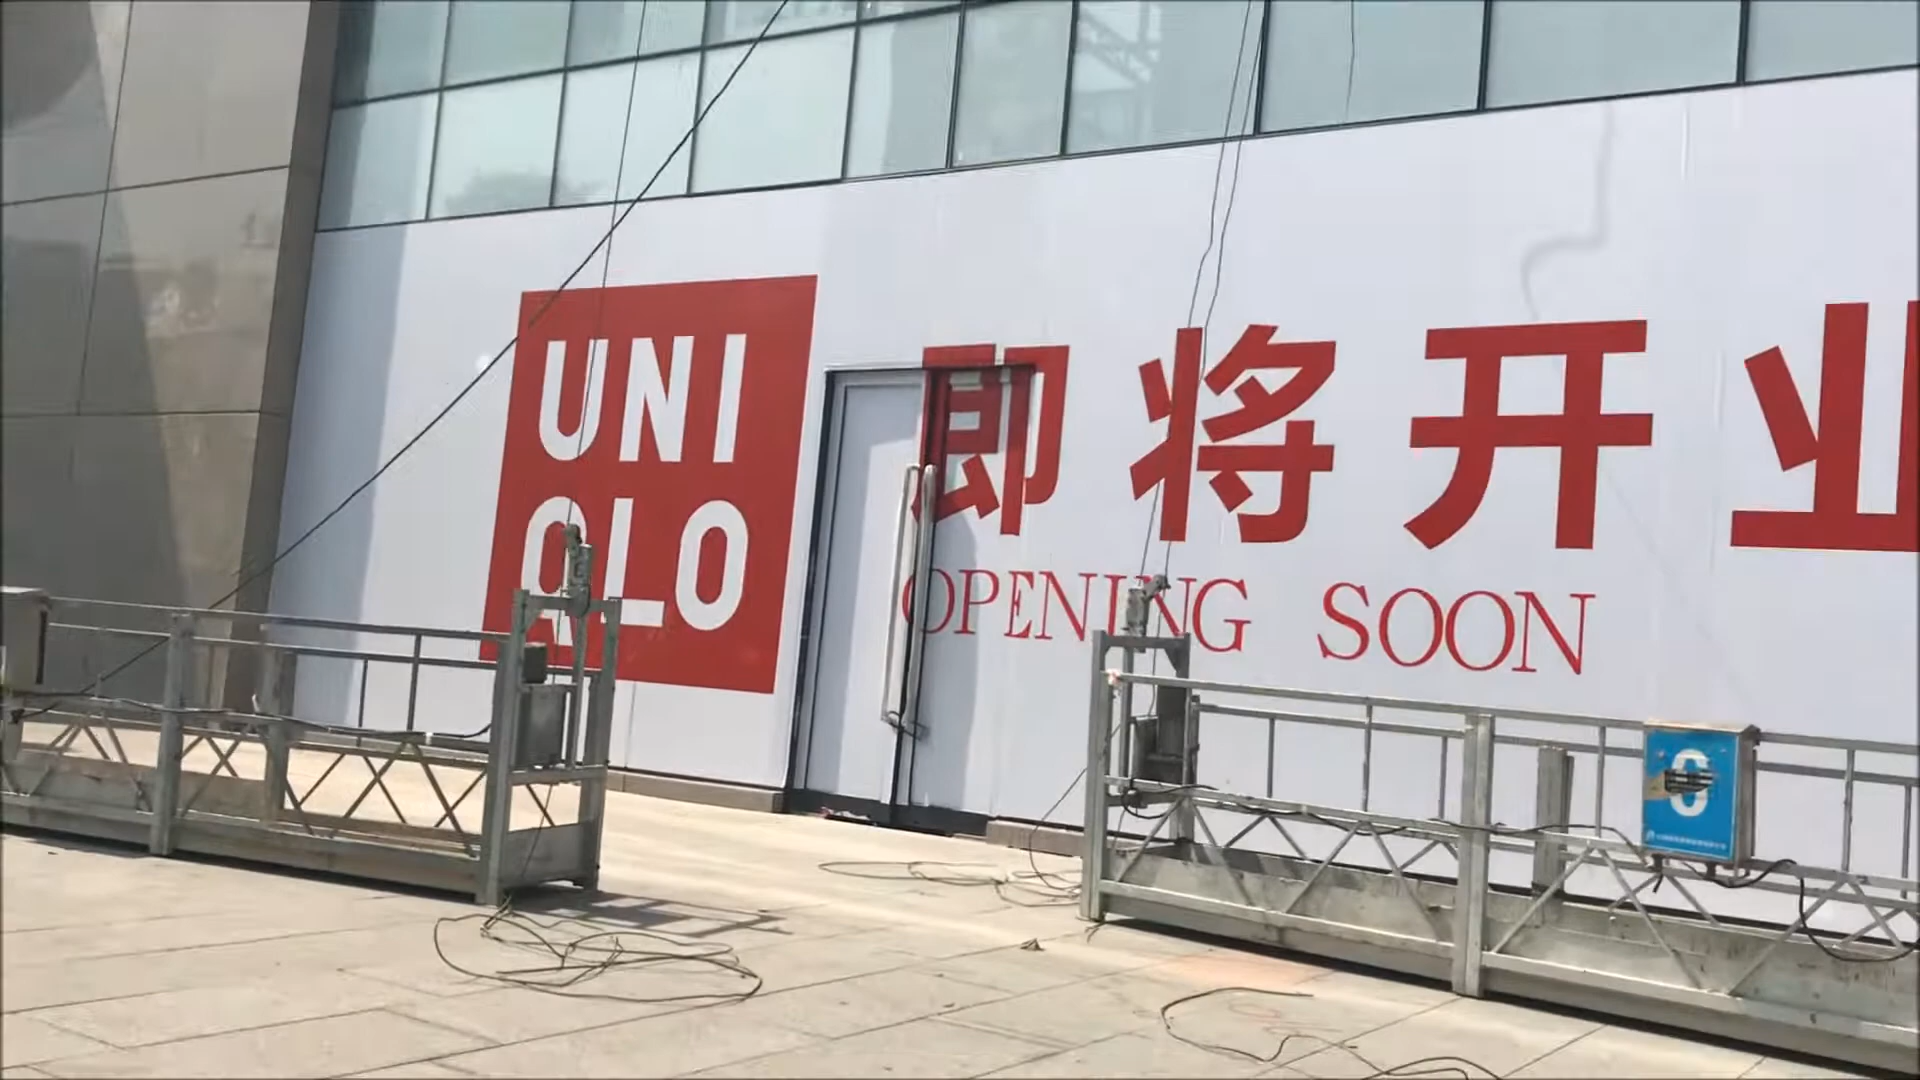 UNI
QLO
即将开业
OPENING SOON